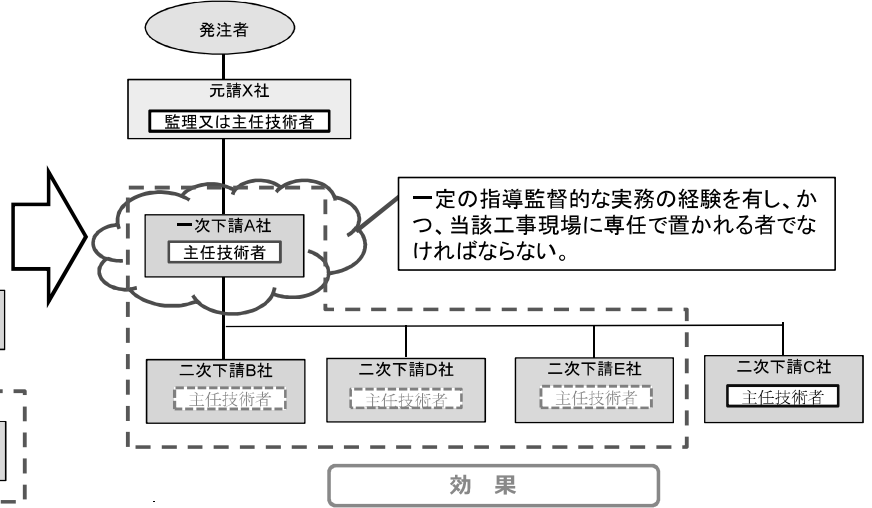 発注者
元請X社
監理又は主任技術者
一次下請A社
主任技術者
一定の指導監督的な実務の経験を有し、か
つ、当該工事現場に専任で置かれる者でな
ければならない。
二次下請B社
主任技術者
二次下請D社
主任技術者
二次下請E社
主任技術者
二次下請C社
主任技術者
効 果